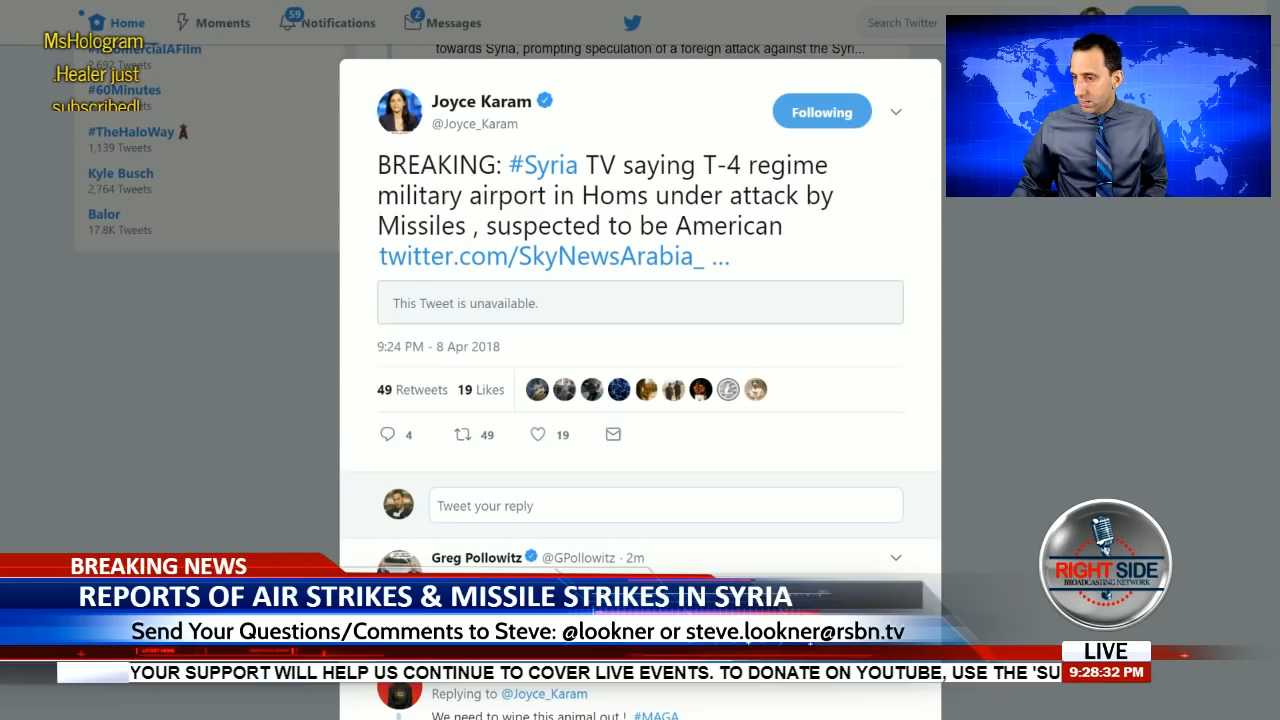 Home
Moments
59
Notifications
2
Messages
Search Twitter
MsHologram
.Healer just
subscribed!
2,692 Tweets
#60Minutes
#TheHaloWay
1,139 Tweets
Kyle Busch
2,764 Tweets
Balor
17.8K Tweets
towards Syria, prompting speculation of a foreign attack against the Syri...
Joyce Karam
@Joyce_Karam
Following
BREAKING: #Syria TV saying T-4 regime
military airport in Homs under attack by
Missiles , suspected to be American
twitter.com/SkyNewsArabia_ ...
This Tweet is unavailable.
9:24 PM - 8 Apr 2018
49 Retweets 19 Likes
4 49 19
Tweet your reply
Greg Pollowitz @GPollowitz · 2m
BREAKING NEWS
REPORTS OF AIR STRIKES & MISSILE STRIKES IN SYRIA
Send Your Questions/Comments to Steve: @lookner or steve.lookner@rsbn.tv
RIGHT SIDE
BROADCASTING NETWORK
LIVE
9:28:32 PM
YOUR SUPPORT WILL HELP US CONTINUE TO COVER LIVE EVENTS. TO DONATE ON YOUTUBE, USE THE 'SU
Replying to @Joyce_Karam
We need to wipe this animal out ! #MAGA